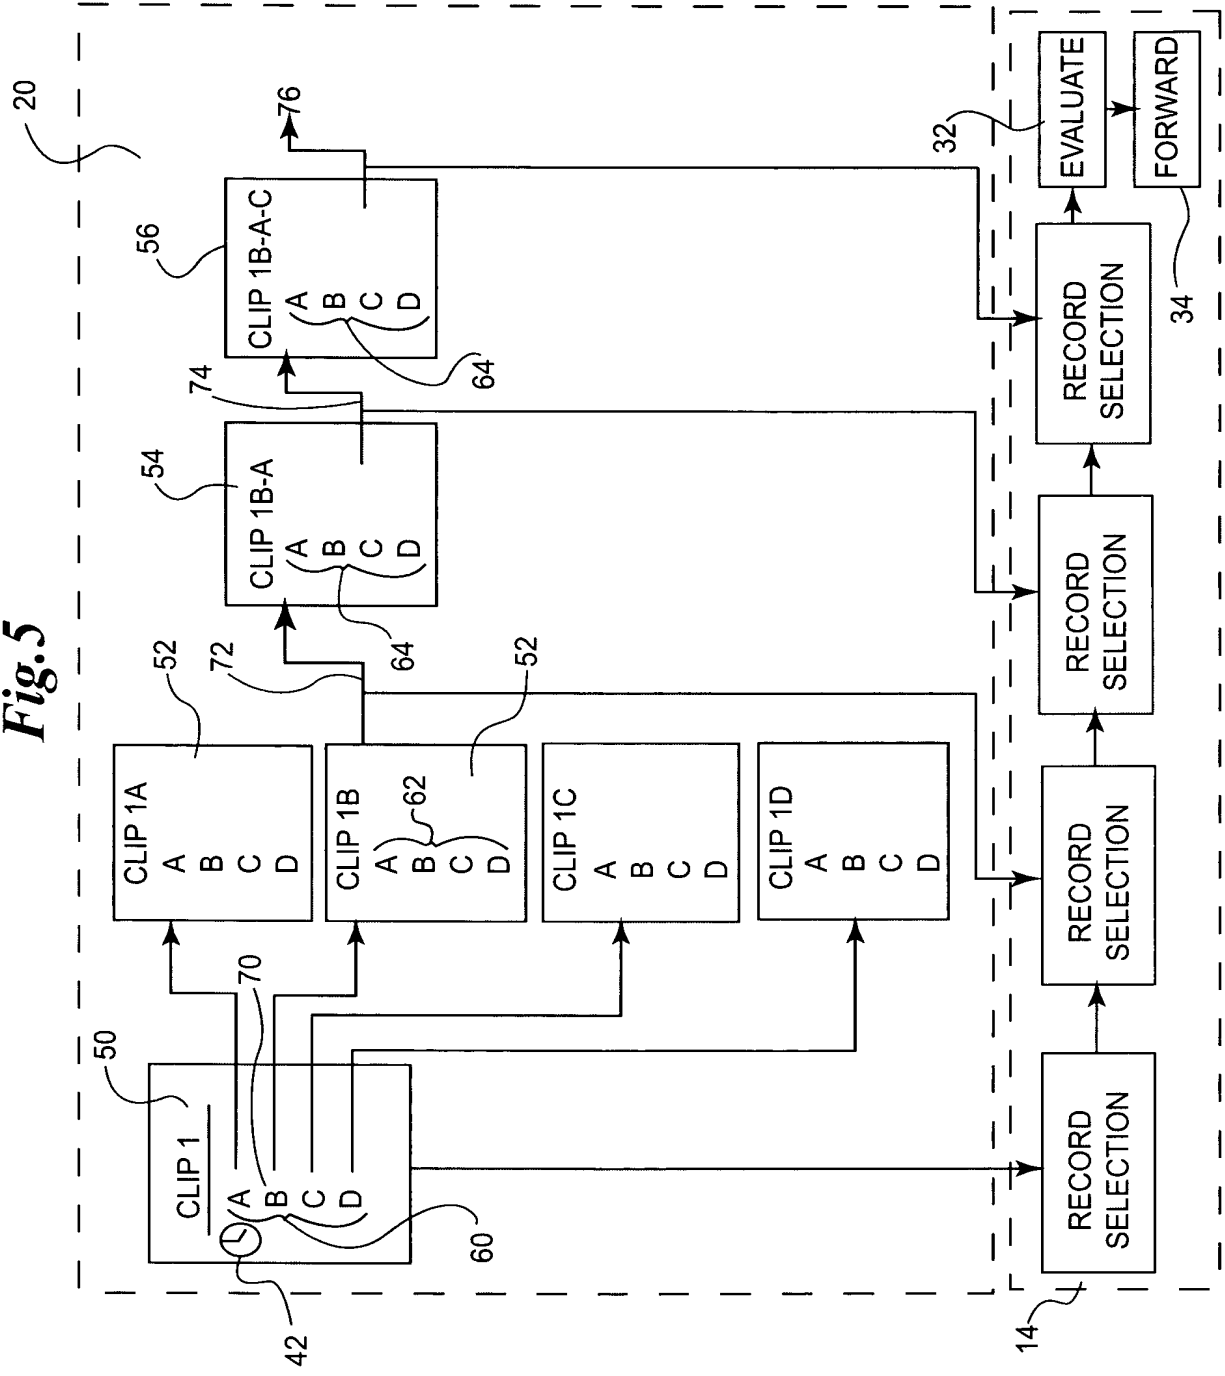 Fig.5
20
50
CLIP 1
A
B
C
D
42
60
70
CLIP 1A
A
B
C
D
52
CLIP 1B
A
B
C
D
62
52
CLIP 1C
A
B
C
D
CLIP 1D
A
B
C
D
72
54
CLIP 1B-A
A
B
C
D
64
74
56
CLIP 1B-A-C
A
B
C
D
64
76
14
RECORD
SELECTION
RECORD
SELECTION
RECORD
SELECTION
RECORD
SELECTION
32
EVALUATE
FORWARD
34